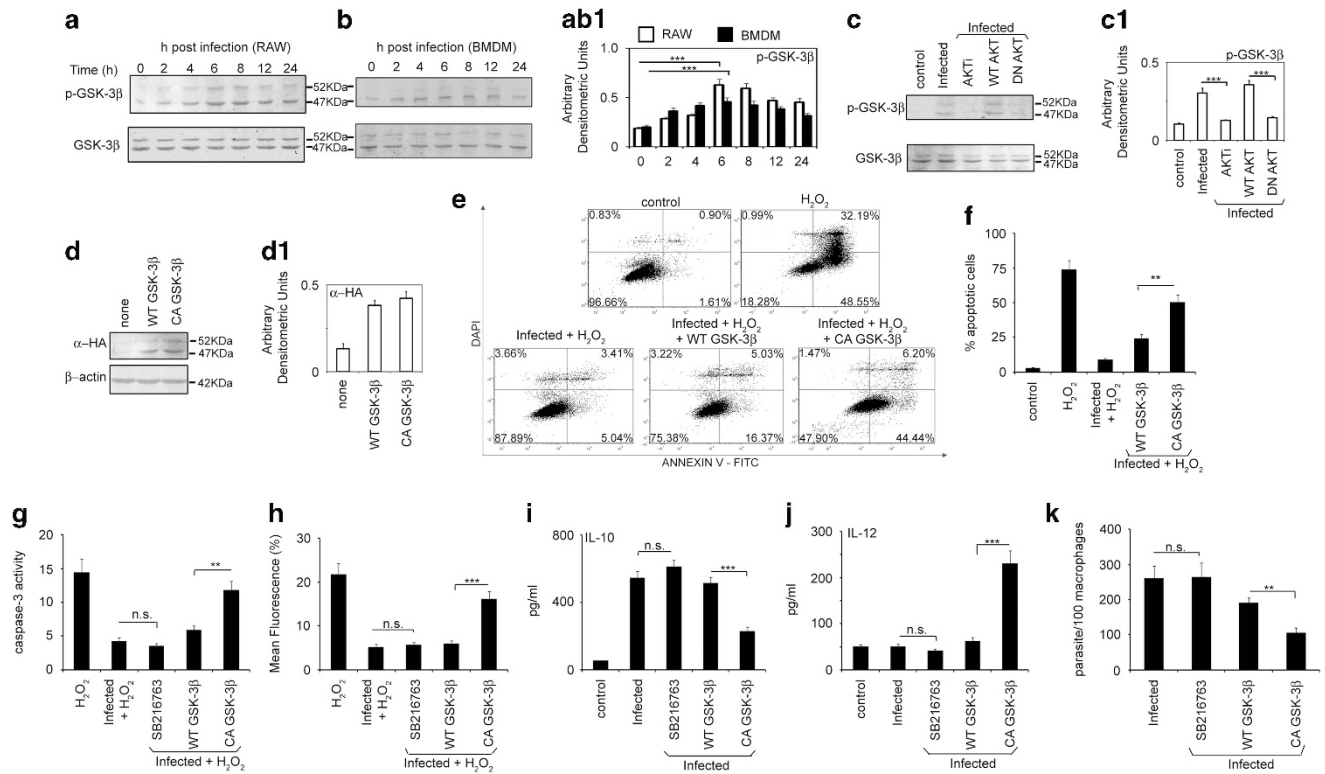 a
h post infection (RAW)
Time (h) 0 2 4 6 8 12 24
p-GSK-3β
52KDa
47KDa
GSK-3β
52KDa
47KDa
b
h post infection (BMDM)
0 2 4 6 8 12 24
ab1
RAW BMDM
p-GSK-3β
Arbitrary
Densitometric Units
1.0
0.5
0
*** ***
0 2 4 6 8 12 24
c
Infected
control
Infected
AKTi
WT AKT
DN AKT
p-GSK-3β
52KDa
47KDa
GSK-3β
52KDa
47KDa
c1
p-GSK-3β
Arbitrary
Densitometric Units
1
0.5
0
*** ***
control
Infected
AKTi
WT AKT
DN AKT
Infected
d
none
WT GSK-3β
CA GSK-3β
α–HA
52KDa
47KDa
β–actin
42KDa
d1
α–HA
Arbitrary
Densitometric Units
0.5
0
none
WT GSK-3β
CA GSK-3β
e
control
0.83% 0.90%
96.66% 1.61%
H2O2
0.99% 32.19%
18.28% 48.55%
Infected + H2O2
3.66% 3.41%
87.89% 5.04%
Infected + H2O2
+ WT GSK-3β
3.22% 5.03%
75.38% 16.37%
Infected + H2O2
+ CA GSK-3β
1.47% 6.20%
47.90% 44.44%
DAPI
ANNEXIN V - FITC
f
% apoptotic cells
100
75
50
25
0
**
control
H2O2
Infected
+ H2O2
WT GSK-3β
CA GSK-3β
Infected + H2O2
g
caspase-3 activity
20
15
10
5
0
n.s.
**
H2O2
Infected
+ H2O2
SB216763
WT GSK-3β
CA GSK-3β
Infected + H2O2
h
Mean Fluorescence (%)
40
30
20
10
0
n.s.
***
H2O2
Infected
+ H2O2
SB216763
WT GSK-3β
CA GSK-3β
Infected + H2O2
i
IL-10
pg/ml
800
400
0
n.s.
***
control
Infected
SB216763
WT GSK-3β
CA GSK-3β
Infected
j
IL-12
pg/ml
300
200
100
0
n.s.
***
control
Infected
SB216763
WT GSK-3β
CA GSK-3β
Infected
k
parasite/100 macrophages
400
300
200
100
0
n.s.
**
Infected
SB216763
WT GSK-3β
CA GSK-3β
Infected